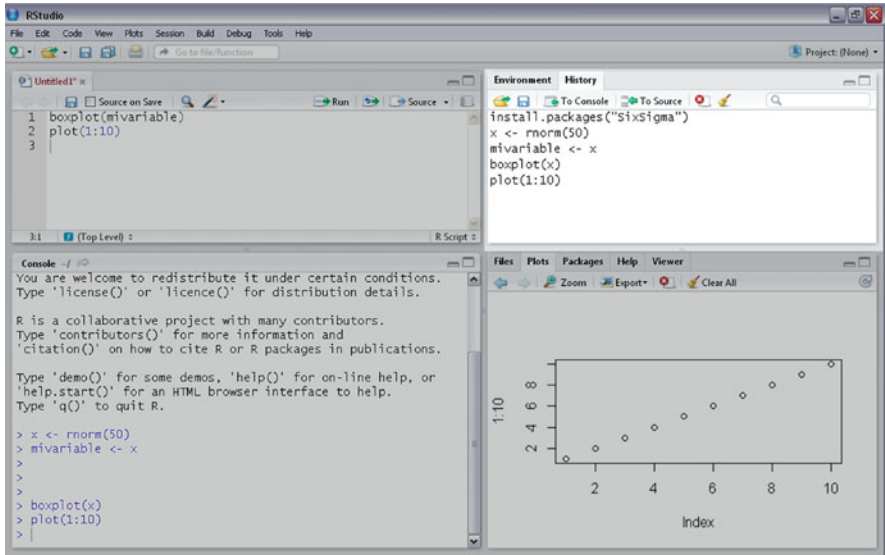 RStudio
File Edit Code View Plots Session Build Debug Tools Help
Go to file/function
Project: (None)
Untitled1*
Source on Save
Run
Source
1 boxplot(mivariable)
2 plot(1:10)
3
3:1 (Top Level) R Script
Environment History
To Console To Source
install.packages("SixSigma")
x <- rnorm(50)
mivariable <- x
boxplot(x)
plot(1:10)
Console ~/
You are welcome to redistribute it under certain conditions.
Type 'license()' or 'licence()' for distribution details.
R is a collaborative project with many contributors.
Type 'contributors()' for more information and
'citation()' on how to cite R or R packages in publications.
Type 'demo()' for some demos, 'help()' for on-line help, or
'help.start()' for an HTML browser interface to help.
Type 'q()' to quit R.
> x <- rnorm(50)
> mivariable <- x
>
>
>
> boxplot(x)
> plot(1:10)
>
Files Plots Packages Help Viewer
Zoom Export Clear All
1:10
8
6
4
2
2 4 6 8 10
Index